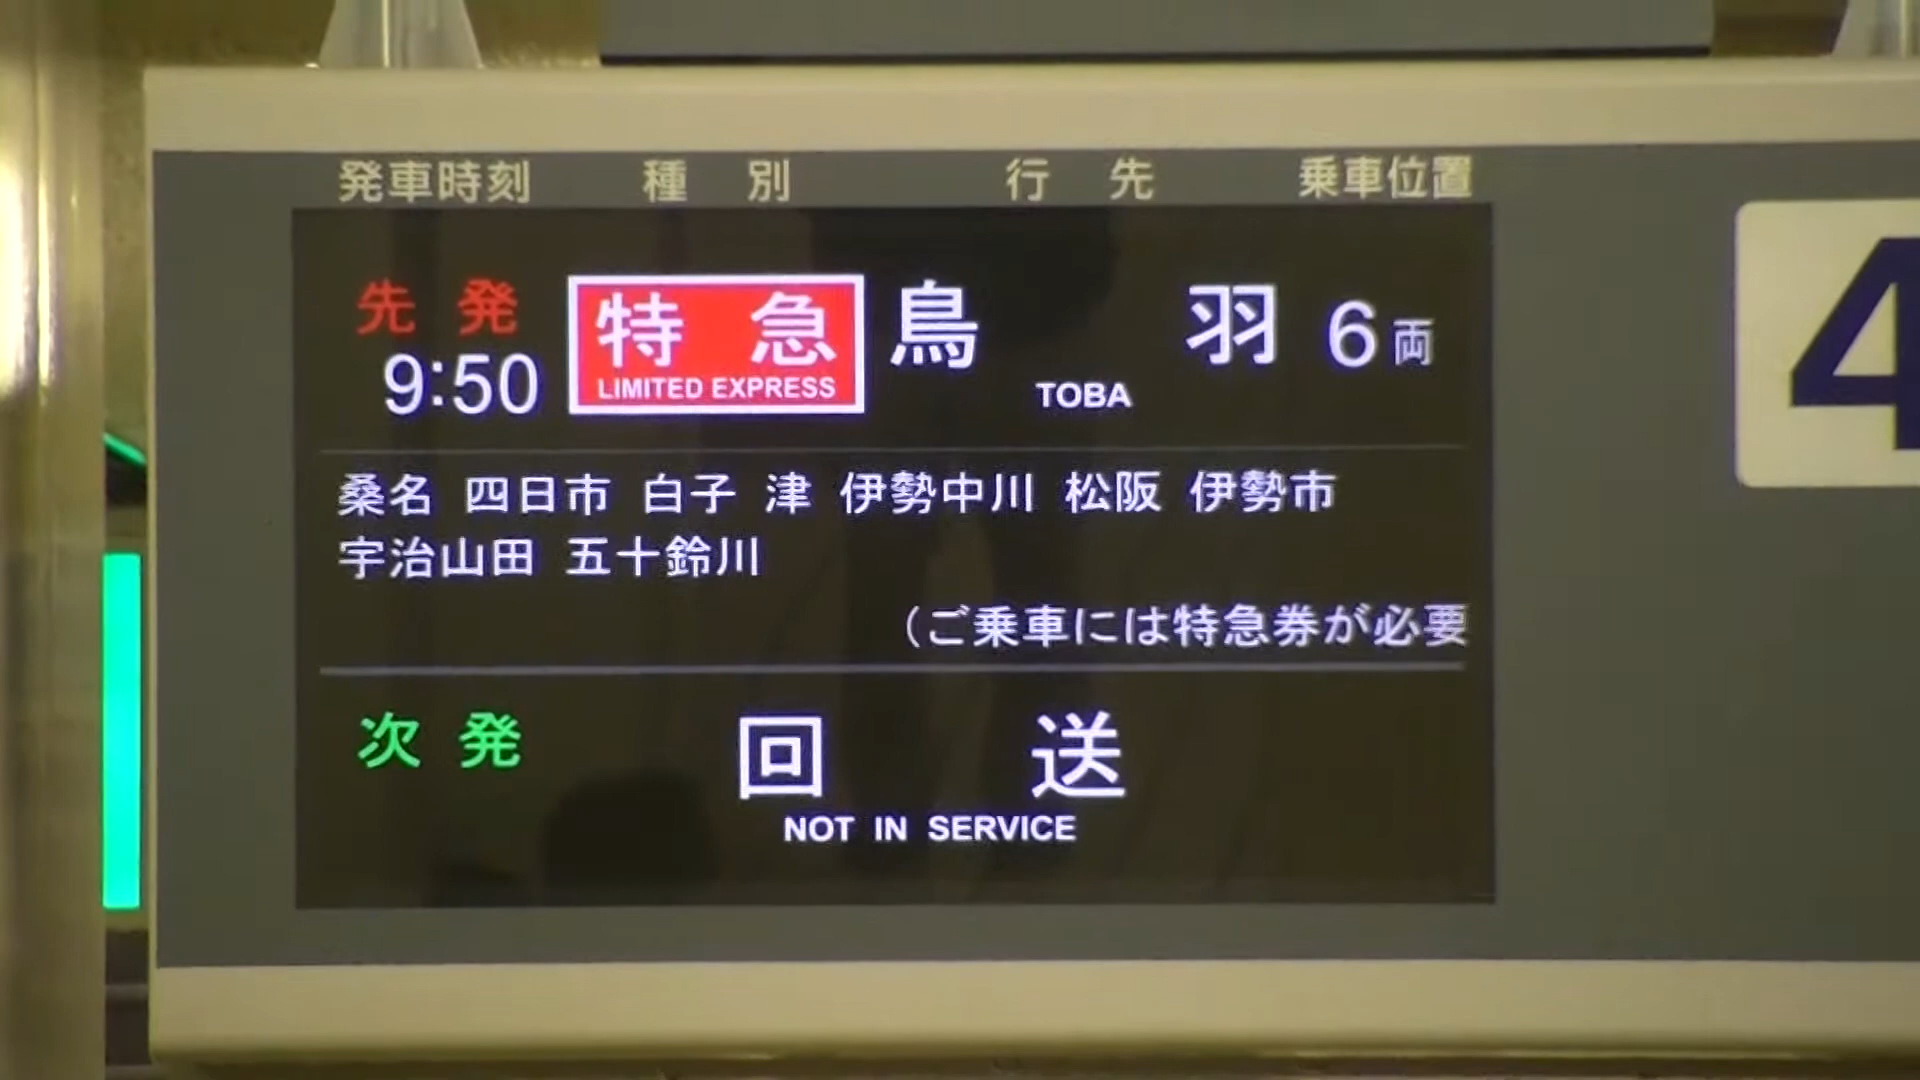 発車時刻 種別 行先 乗車位置
先発 特急 鳥羽 6両
9:50 LIMITED EXPRESS TOBA
桑名 四日市 白子 津 伊勢中川 松阪 伊勢市
宇治山田 五十鈴川
(ご乗車には特急券が必要
次発 回送
NOT IN SERVICE
4